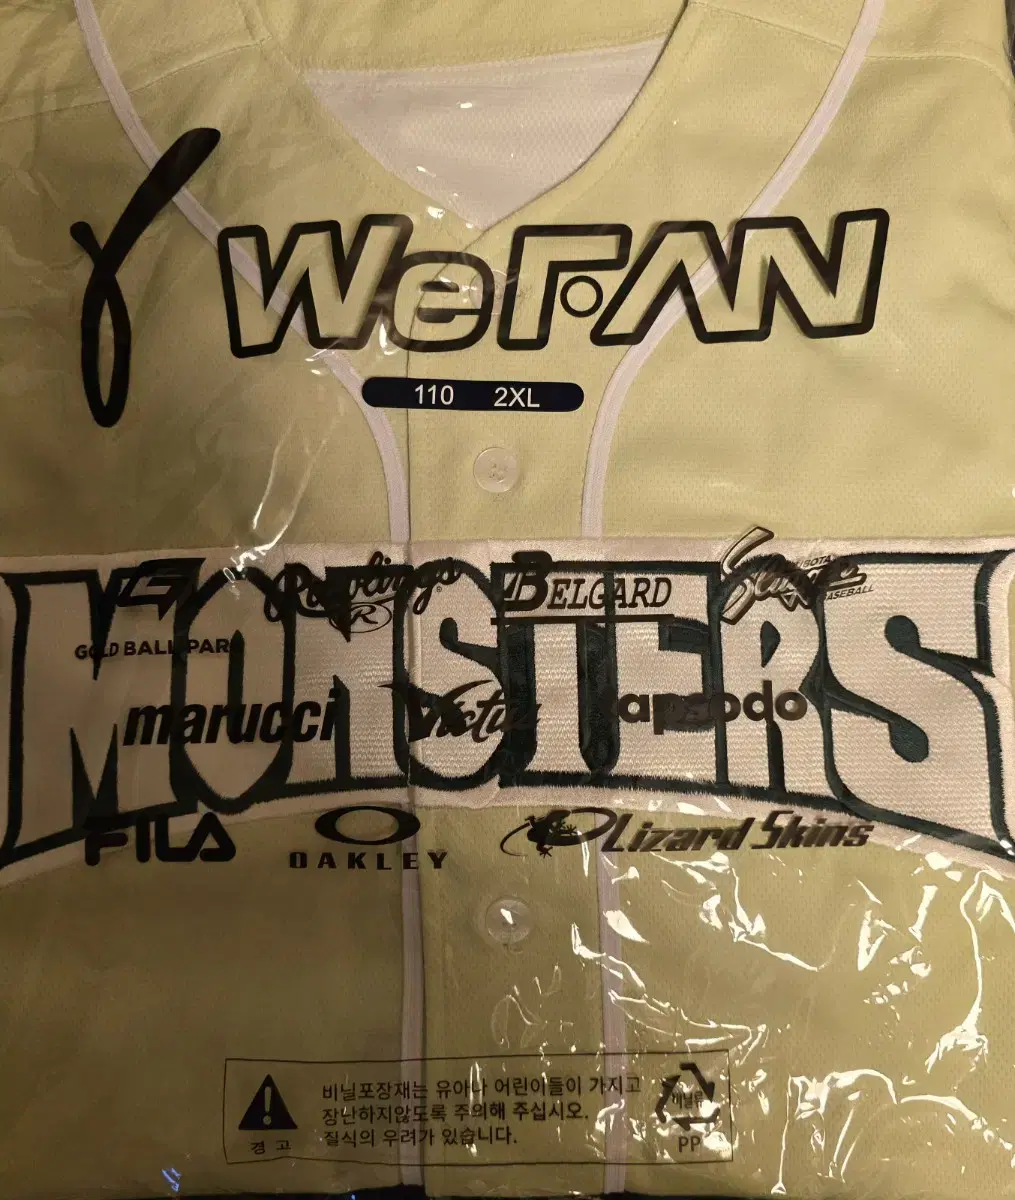 WeFAN
110 2XL
MONSTERS
Rawlings
R
BELGARD
BASEBALL
GOLD BALL PARK
marucci
Victus
rapsodo
FILA
OAKLEY
Lizard Skins
비닐포장재는 유아나 어린이들이 가지고
장난하지않도록 주의해 주십시오.
질식의 우려가 있습니다.
경 고
비닐류
PP